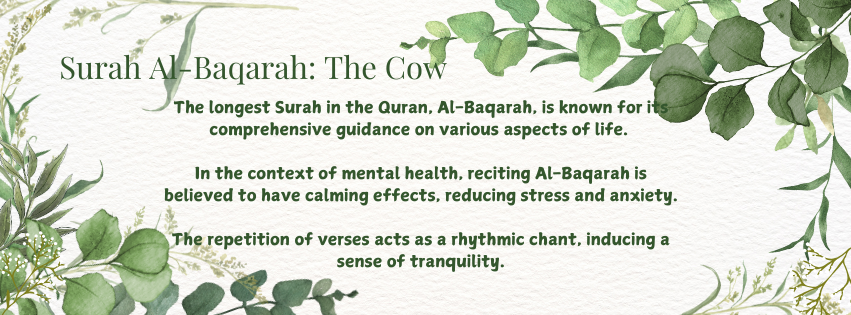 Surah Al-Baqarah: The Cow
The longest Surah in the Quran, Al-Baqarah, is known for its
comprehensive guidance on various aspects of life.
In the context of mental health, reciting Al-Baqarah is
believed to have calming effects, reducing stress and anxiety.
The repetition of verses acts as a rhythmic chant, inducing a
sense of tranquility.